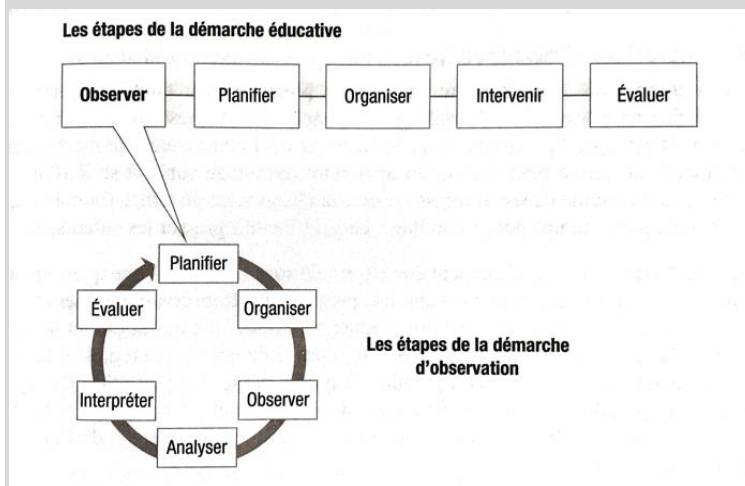 Les étapes de la démarche éducative
Observer
Planifier
Organiser
Intervenir
Évaluer
Planifier
Organiser
Observer
Analyser
Interpréter
Évaluer
Les étapes de la démarche
d'observation